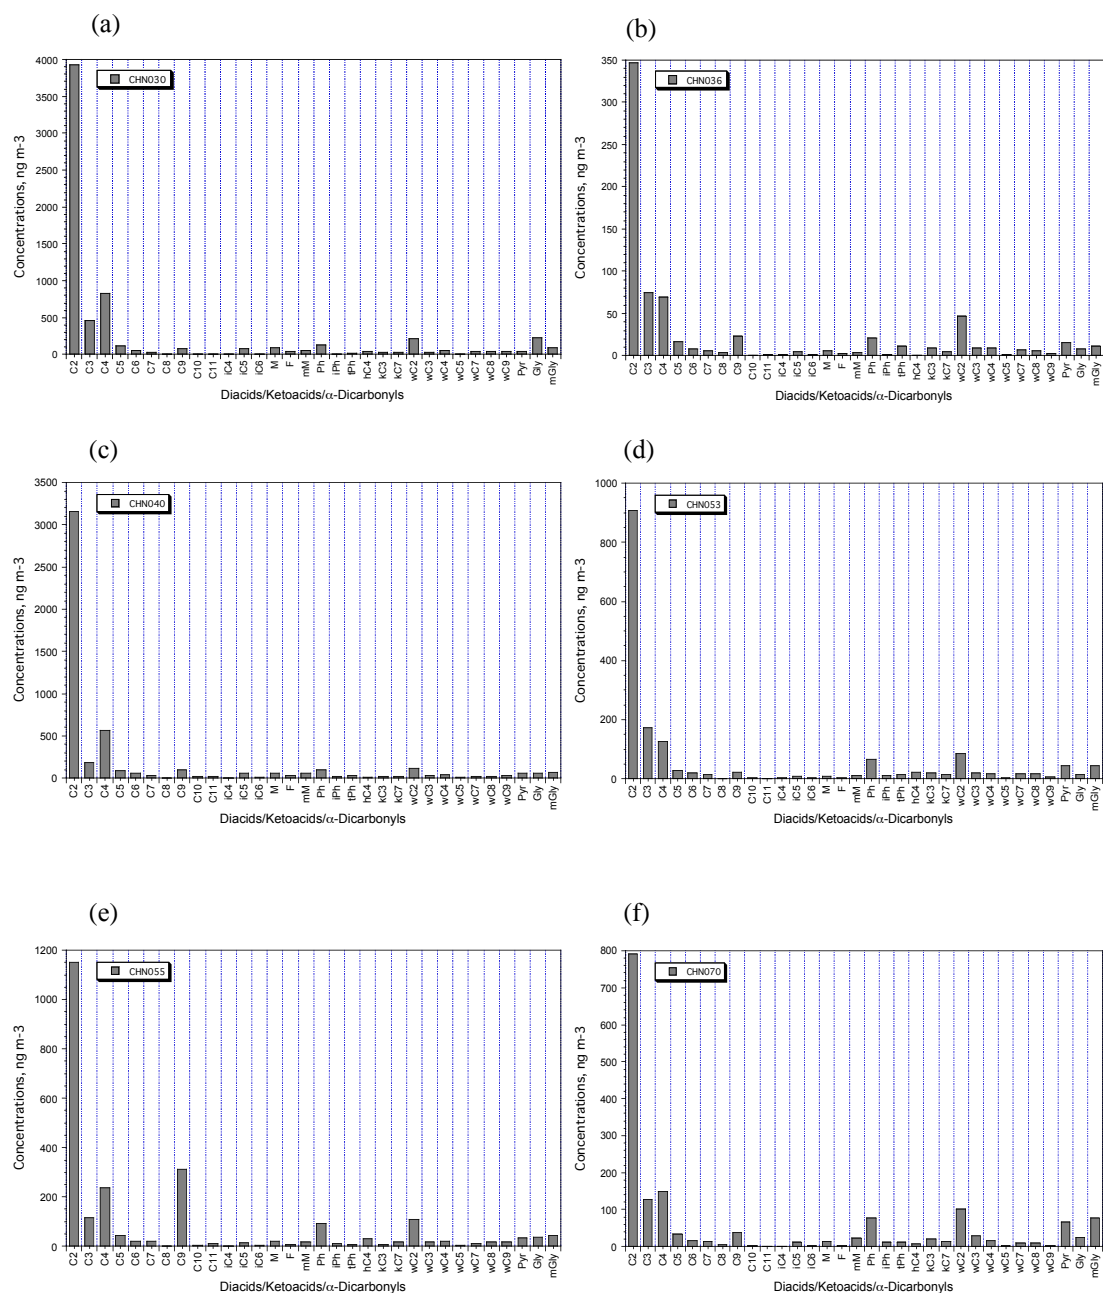 (a)
(b)
CHN030
CHN036
Concentrations, ng m-3
4000
3500
3000
2500
2000
1500
1000
500
0
C2 C3 C4 C5 C6 C7 C8 C9 C10 C11 iC4 iC5 iC6 M F mM Ph iPh tPh hC4 kC3 kC7 wC2 wC3 wC4 wC5 wC7 wC8 wC9 Pyr Gly mGly
Diacids/Ketoacids/α-Dicarbonyls
Concentrations, ng m-3
350
300
250
200
150
100
50
0
C2 C3 C4 C5 C6 C7 C8 C9 C10 C11 iC4 iC5 iC6 M F mM Ph iPh tPh hC4 kC3 kC7 wC2 wC3 wC4 wC5 wC7 wC8 wC9 Pyr Gly mGly
Diacids/Ketoacids/α-Dicarbonyls
(c)
(d)
CHN040
CHN053
Concentrations, ng m-3
3500
3000
2500
2000
1500
1000
500
0
C2 C3 C4 C5 C6 C7 C8 C9 C10 C11 iC4 iC5 iC6 M F mM Ph iPh tPh hC4 kC3 kC7 wC2 wC3 wC4 wC5 wC7 wC8 wC9 Pyr Gly mGly
Diacids/Ketoacids/α-Dicarbonyls
Concentrations, ng m-3
1000
800
600
400
200
0
C2 C3 C4 C5 C6 C7 C8 C9 C10 C11 iC4 iC5 iC6 M F mM Ph iPh tPh hC4 kC3 kC7 wC2 wC3 wC4 wC5 wC7 wC8 wC9 Pyr Gly mGly
Diacids/Ketoacids/α-Dicarbonyls
(e)
(f)
CHN055
CHN070
Concentrations, ng m-3
1200
1000
800
600
400
200
0
C2 C3 C4 C5 C6 C7 C8 C9 C10 C11 iC4 iC5 iC6 M F mM Ph iPh tPh hC4 kC3 kC7 wC2 wC3 wC4 wC5 wC7 wC8 wC9 Pyr Gly mGly
Diacids/Ketoacids/α-Dicarbonyls
Concentrations, ng m-3
800
700
600
500
400
300
200
100
0
C2 C3 C4 C5 C6 C7 C8 C9 C10 C11 iC4 iC5 iC6 M F mM Ph iPh tPh hC4 kC3 kC7 wC2 wC3 wC4 wC5 wC7 wC8 wC9 Pyr Gly mGly
Diacids/Ketoacids/α-Dicarbonyls